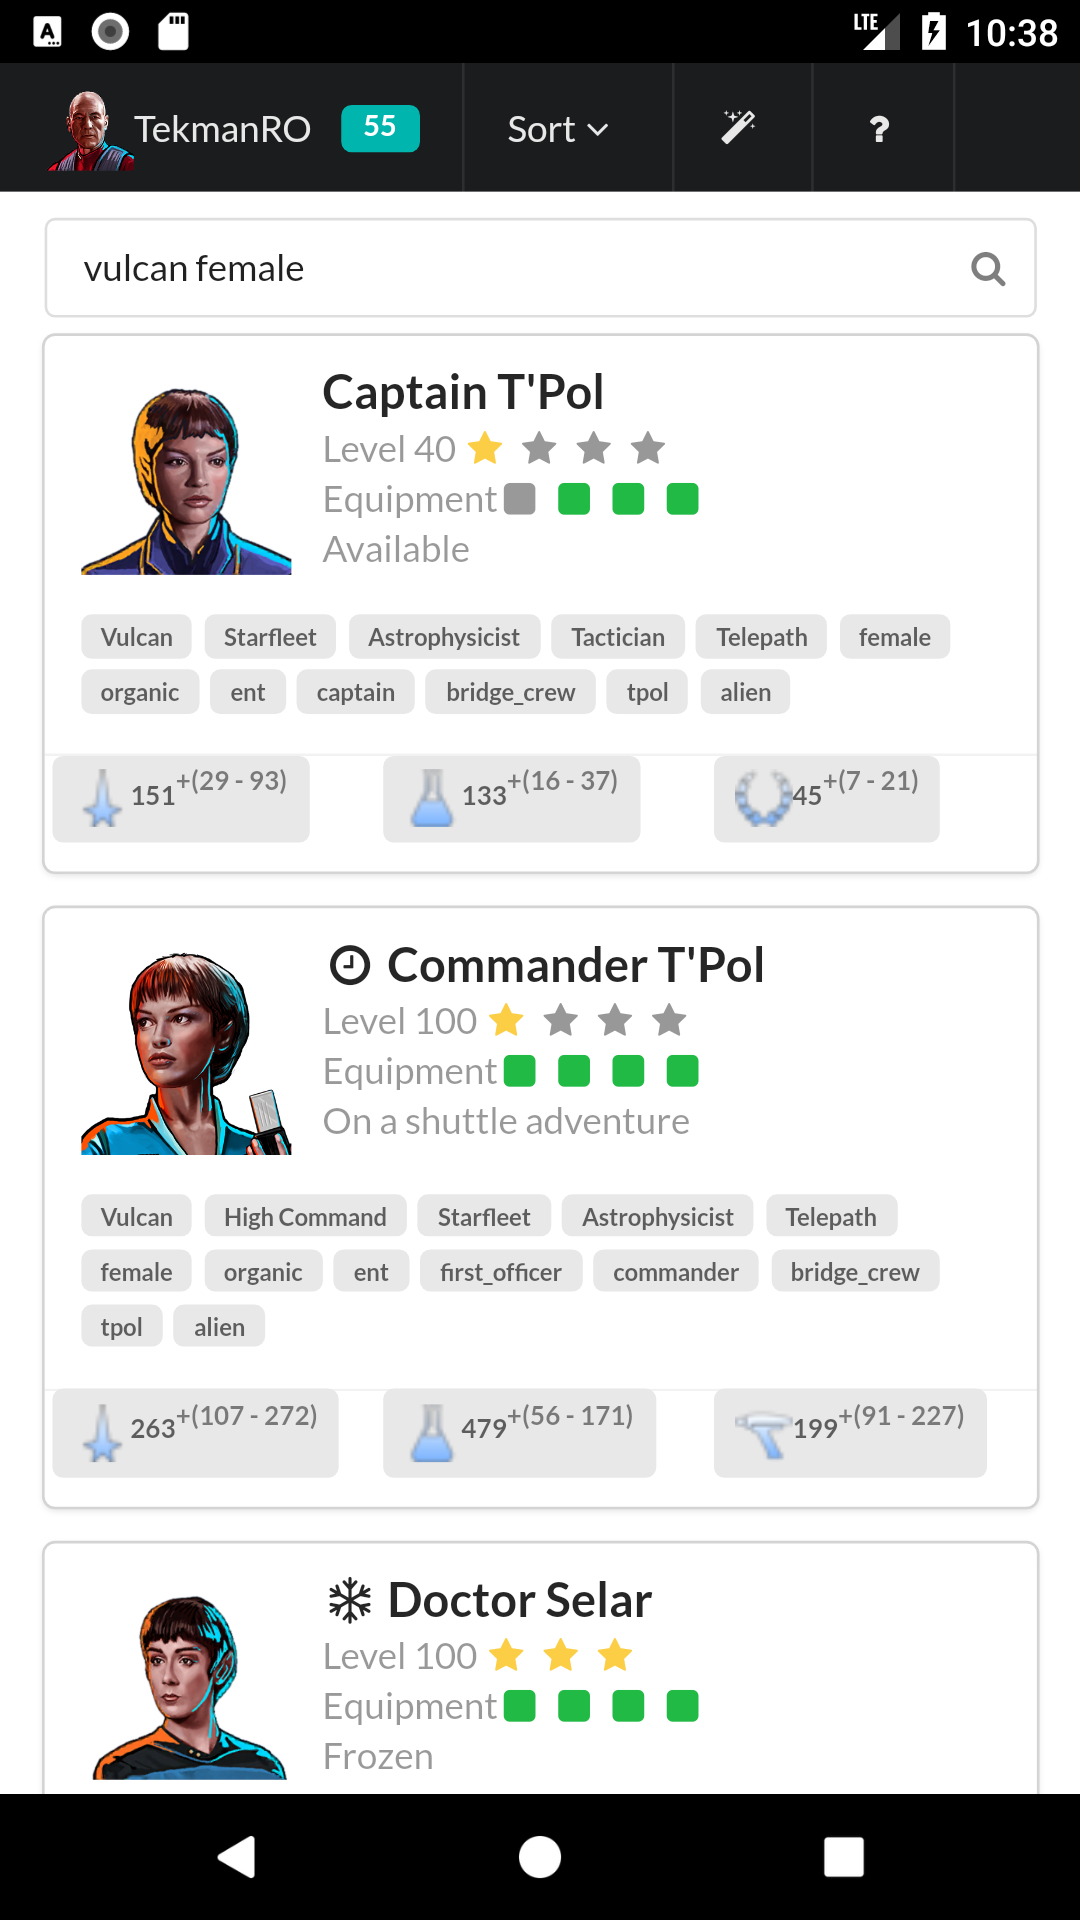 A LTE 10:38
TekmanRO 55 Sort ?
vulcan female
Captain T'Pol
Level 40
Equipment
Available
Vulcan Starfleet Astrophysicist Tactician Telepath female
organic ent captain bridge_crew tpol alien
151+(29 - 93) 133+(16 - 37) 45+(7 - 21)
Commander T'Pol
Level 100
Equipment
On a shuttle adventure
Vulcan High Command Starfleet Astrophysicist Telepath
female organic ent first_officer commander bridge_crew
tpol alien
263+(107 - 272) 479+(56 - 171) 199+(91 - 227)
Doctor Selar
Level 100
Equipment
Frozen